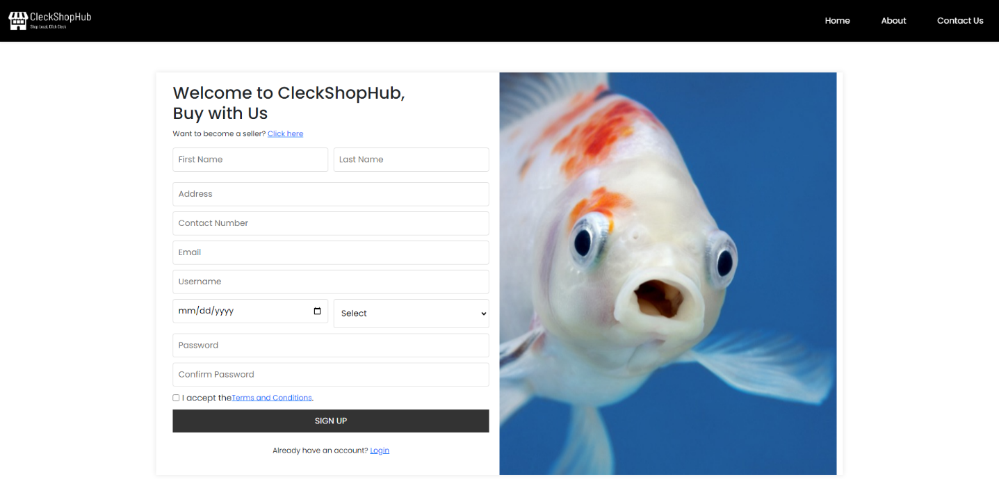 CleckShopHub
Shop Local, Click Cleck
Home About Contact Us
Welcome to CleckShopHub,
Buy with Us
Want to become a seller? Click here
First Name Last Name
Address
Contact Number
Email
Username
mm/dd/yyyy Select
Password
Confirm Password
I accept theTerms and Conditions.
SIGN UP
Already have an account? Login